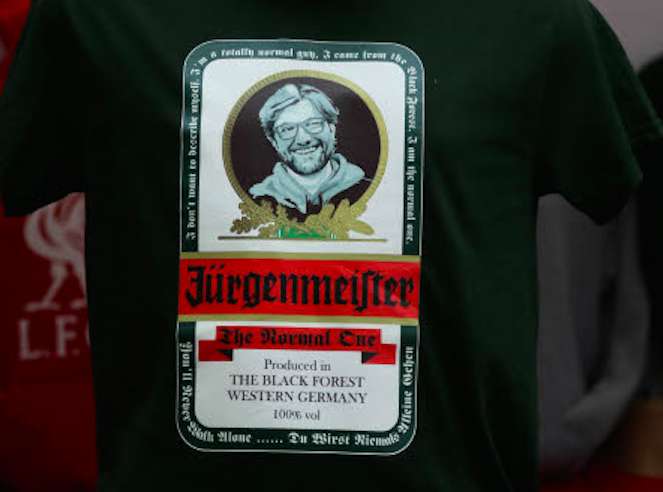 I don't want to describe myself. I'm a totally normal guy, I came from the Black Forest. I am the normal one.
Jürgenmeiſter
The Normal One
Produced in
THE BLACK FOREST
WESTERN GERMANY
100% vol
You'll Never Walk Alone ...... Du Wirst Niemals Alleine Gehen
L.F.